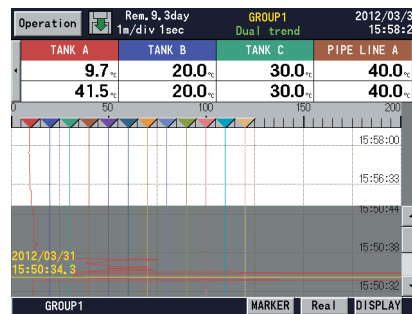 Operation
Rem.9.3day
1m/div 1sec
GROUP1
Dual trend
2012/03/3
15:58:2
TANK A TANK B TANK C PIPE LINE A
9.7℃ 20.0℃ 30.0℃ 40.0℃
41.5℃ 20.0℃ 30.0℃ 40.0℃
0 50 100 150 200
15:58:00
15:56:33
15:50:44
15:50:38
2012/03/31
15:50:34.3
15:50:32
GROUP1 MARKER Real DISPLAY